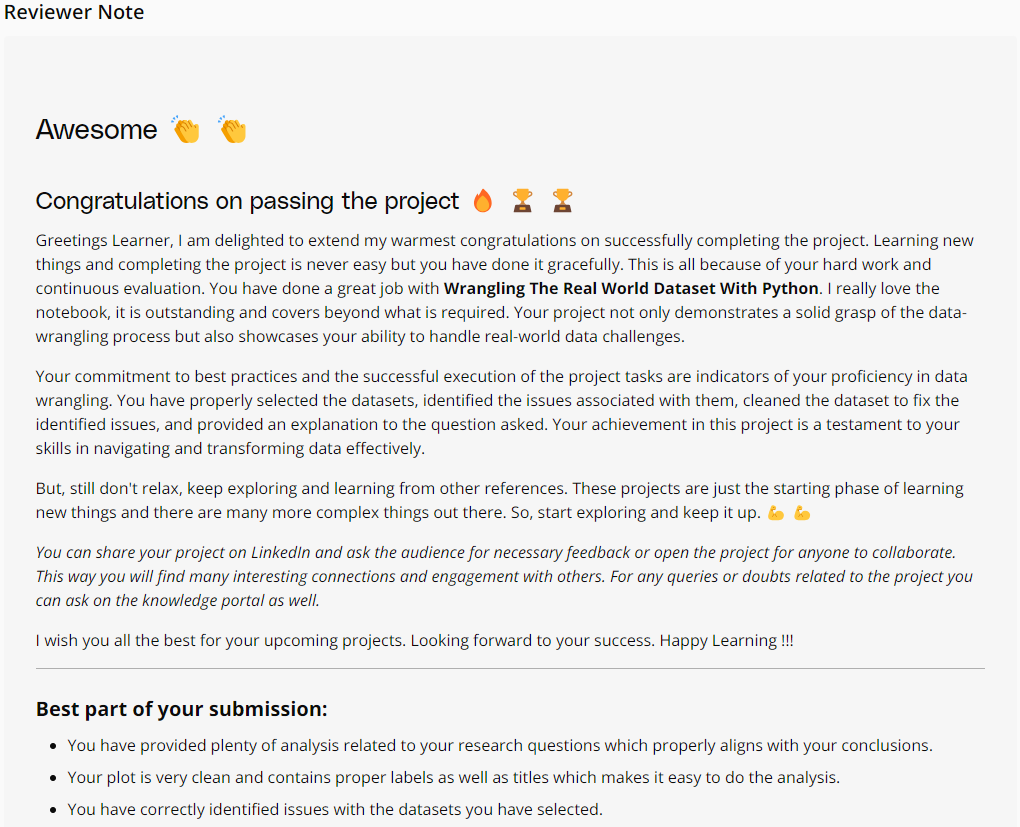 Reviewer Note
Awesome 👏 👏
Congratulations on passing the project 🔥 🏆 🏆
Greetings Learner, I am delighted to extend my warmest congratulations on successfully completing the project. Learning new
things and completing the project is never easy but you have done it gracefully. This is all because of your hard work and
continuous evaluation. You have done a great job with Wrangling The Real World Dataset With Python. I really love the
notebook, it is outstanding and covers beyond what is required. Your project not only demonstrates a solid grasp of the data-
wrangling process but also showcases your ability to handle real-world data challenges.
Your commitment to best practices and the successful execution of the project tasks are indicators of your proficiency in data
wrangling. You have properly selected the datasets, identified the issues associated with them, cleaned the dataset to fix the
identified issues, and provided an explanation to the question asked. Your achievement in this project is a testament to your
skills in navigating and transforming data effectively.
But, still don't relax, keep exploring and learning from other references. These projects are just the starting phase of learning
new things and there are many more complex things out there. So, start exploring and keep it up. 💪 💪
You can share your project on LinkedIn and ask the audience for necessary feedback or open the project for anyone to collaborate.
This way you will find many interesting connections and engagement with others. For any queries or doubts related to the project you
can ask on the knowledge portal as well.
I wish you all the best for your upcoming projects. Looking forward to your success. Happy Learning !!!
Best part of your submission:
• You have provided plenty of analysis related to your research questions which properly aligns with your conclusions.
• Your plot is very clean and contains proper labels as well as titles which makes it easy to do the analysis.
• You have correctly identified issues with the datasets you have selected.